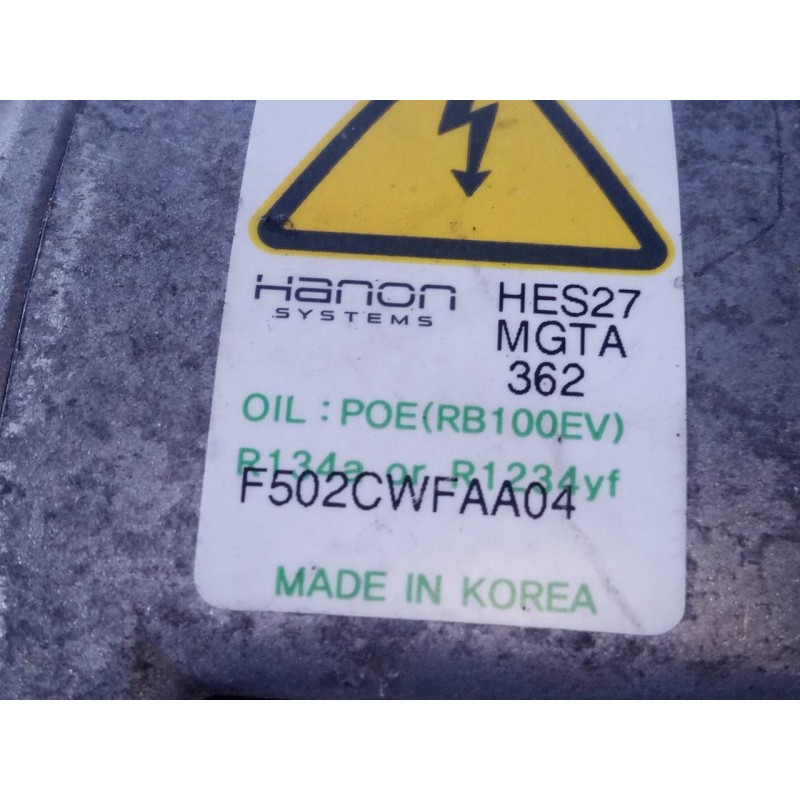 Hanon
SYSTEMS
HES27
MGTA
362
OIL : POE(RB100EV)
R134a or R1234yf
F502CWFAA04
MADE IN KOREA